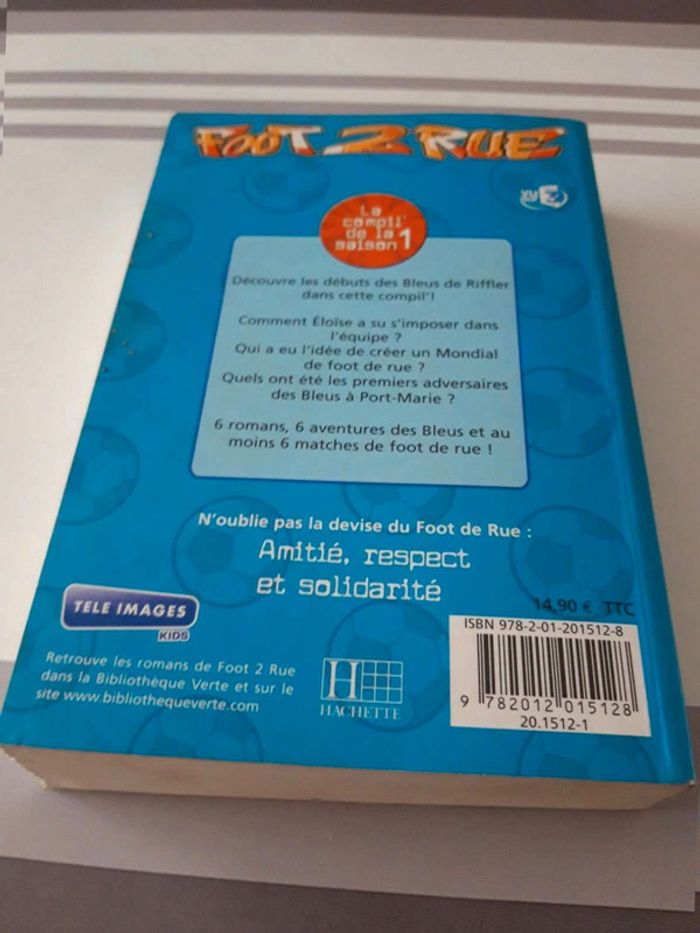 FOOT 2 RUE
La
compil'
de la
saison 1
Découvre les débuts des Bleus de Riffler
dans cette compil'!
Comment Éloïse a su s'imposer dans
l'équipe ?
Qui a eu l'idée de créer un Mondial
de foot de rue ?
Quels ont été les premiers adversaires
des Bleus à Port-Marie ?
6 romans, 6 aventures des Bleus et au
moins 6 matches de foot de rue !
N'oublie pas la devise du Foot de Rue :
Amitié, respect
et solidarité
TELE IMAGES
KIDS
14,90 € TTC
ISBN 978-2-01-201512-8
Retrouve les romans de Foot 2 Rue
dans la Bibliothèque Verte et sur le
site www.bibliothequeverte.com
H
HACHETTE
9 782012 015128
20.1512-1